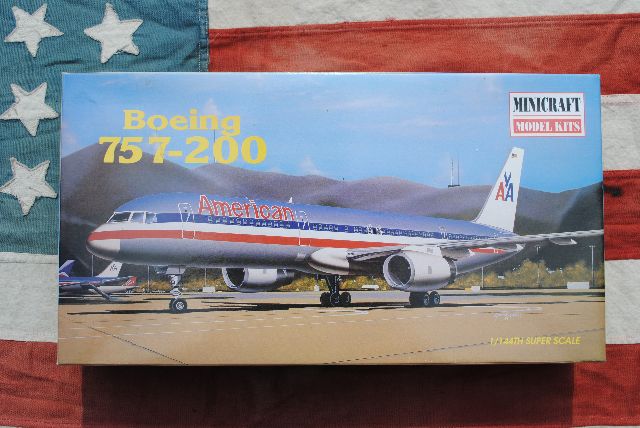 Boeing
757-200
MINICRAFT
MODEL KITS
American
AA
1/144TH SUPER SCALE